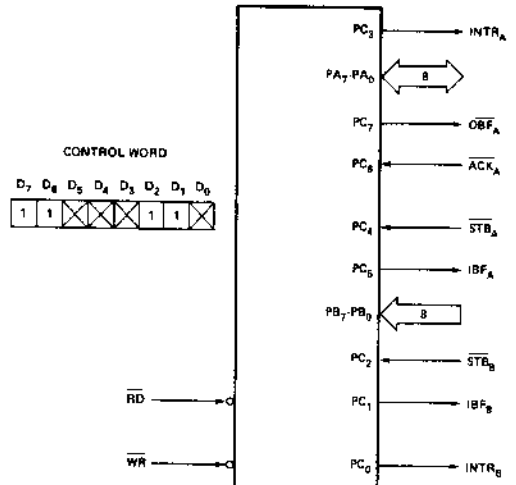 PC3 INTRA
PA7-PA0 8
PC7 OBFA
CONTROL WORD
PC6 ACKA
D7 D6 D5 D4 D3 D2 D1 D0
1 1 X X X 1 1 X
PC4 STBA
PC5 IBFA
PB7-PB0 8
PC2 STBB
RD
PC1 IBFB
WR
PC0 INTRB